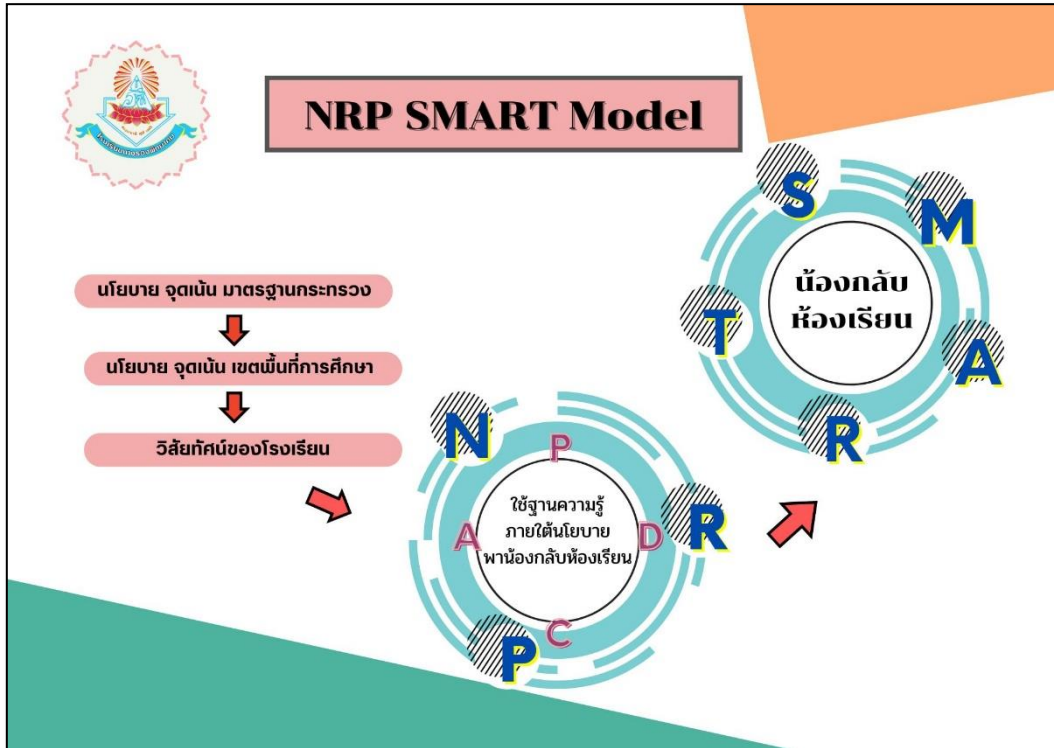 NRP SMART Model
นโยบาย จุดเน้น มาตรฐานกระทรวง
นโยบาย จุดเน้น เขตพื้นที่การศึกษา
วิสัยทัศน์ของโรงเรียน
N
R
P
P
D
C
A
ใช้ฐานความรู้
ภายใต้นโยบาย
พาน้องกลับห้องเรียน
S
M
A
R
T
น้องกลับ
ห้องเรียน